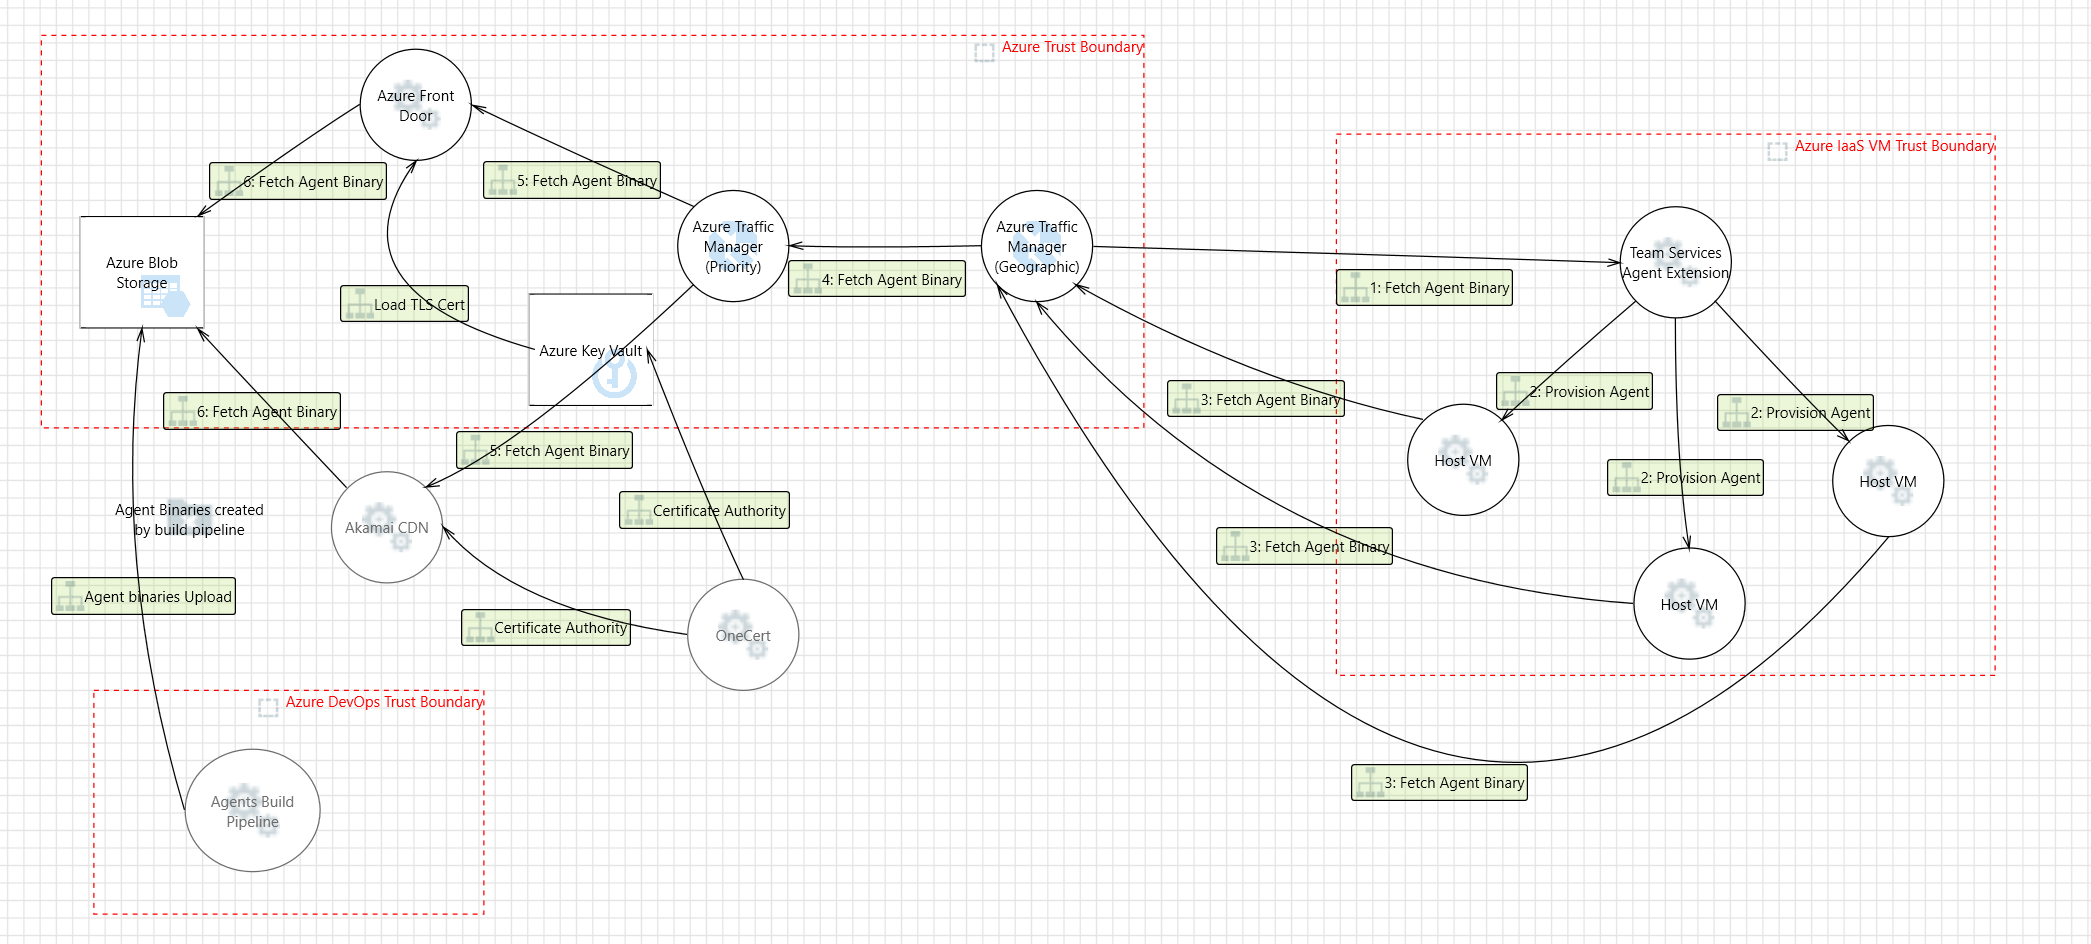 Azure Trust Boundary
Azure Front
Door
Azure IaaS VM Trust Boundary
6: Fetch Agent Binary
5: Fetch Agent Binary
Azure Traffic
Manager
(Priority)
Azure Traffic
Manager
(Geographic)
Team Services
Agent Extension
Azure Blob
Storage
4: Fetch Agent Binary
1: Fetch Agent Binary
Load TLS Cert
Azure Key Vault
3: Fetch Agent Binary
2: Provision Agent
2: Provision Agent
6: Fetch Agent Binary
5: Fetch Agent Binary
Host VM
2: Provision Agent
Host VM
Agent Binaries created
by build pipeline
Akamai CDN
Certificate Authority
3: Fetch Agent Binary
Agent binaries Upload
Certificate Authority
OneCert
Host VM
Azure DevOps Trust Boundary
3: Fetch Agent Binary
Agents Build
Pipeline